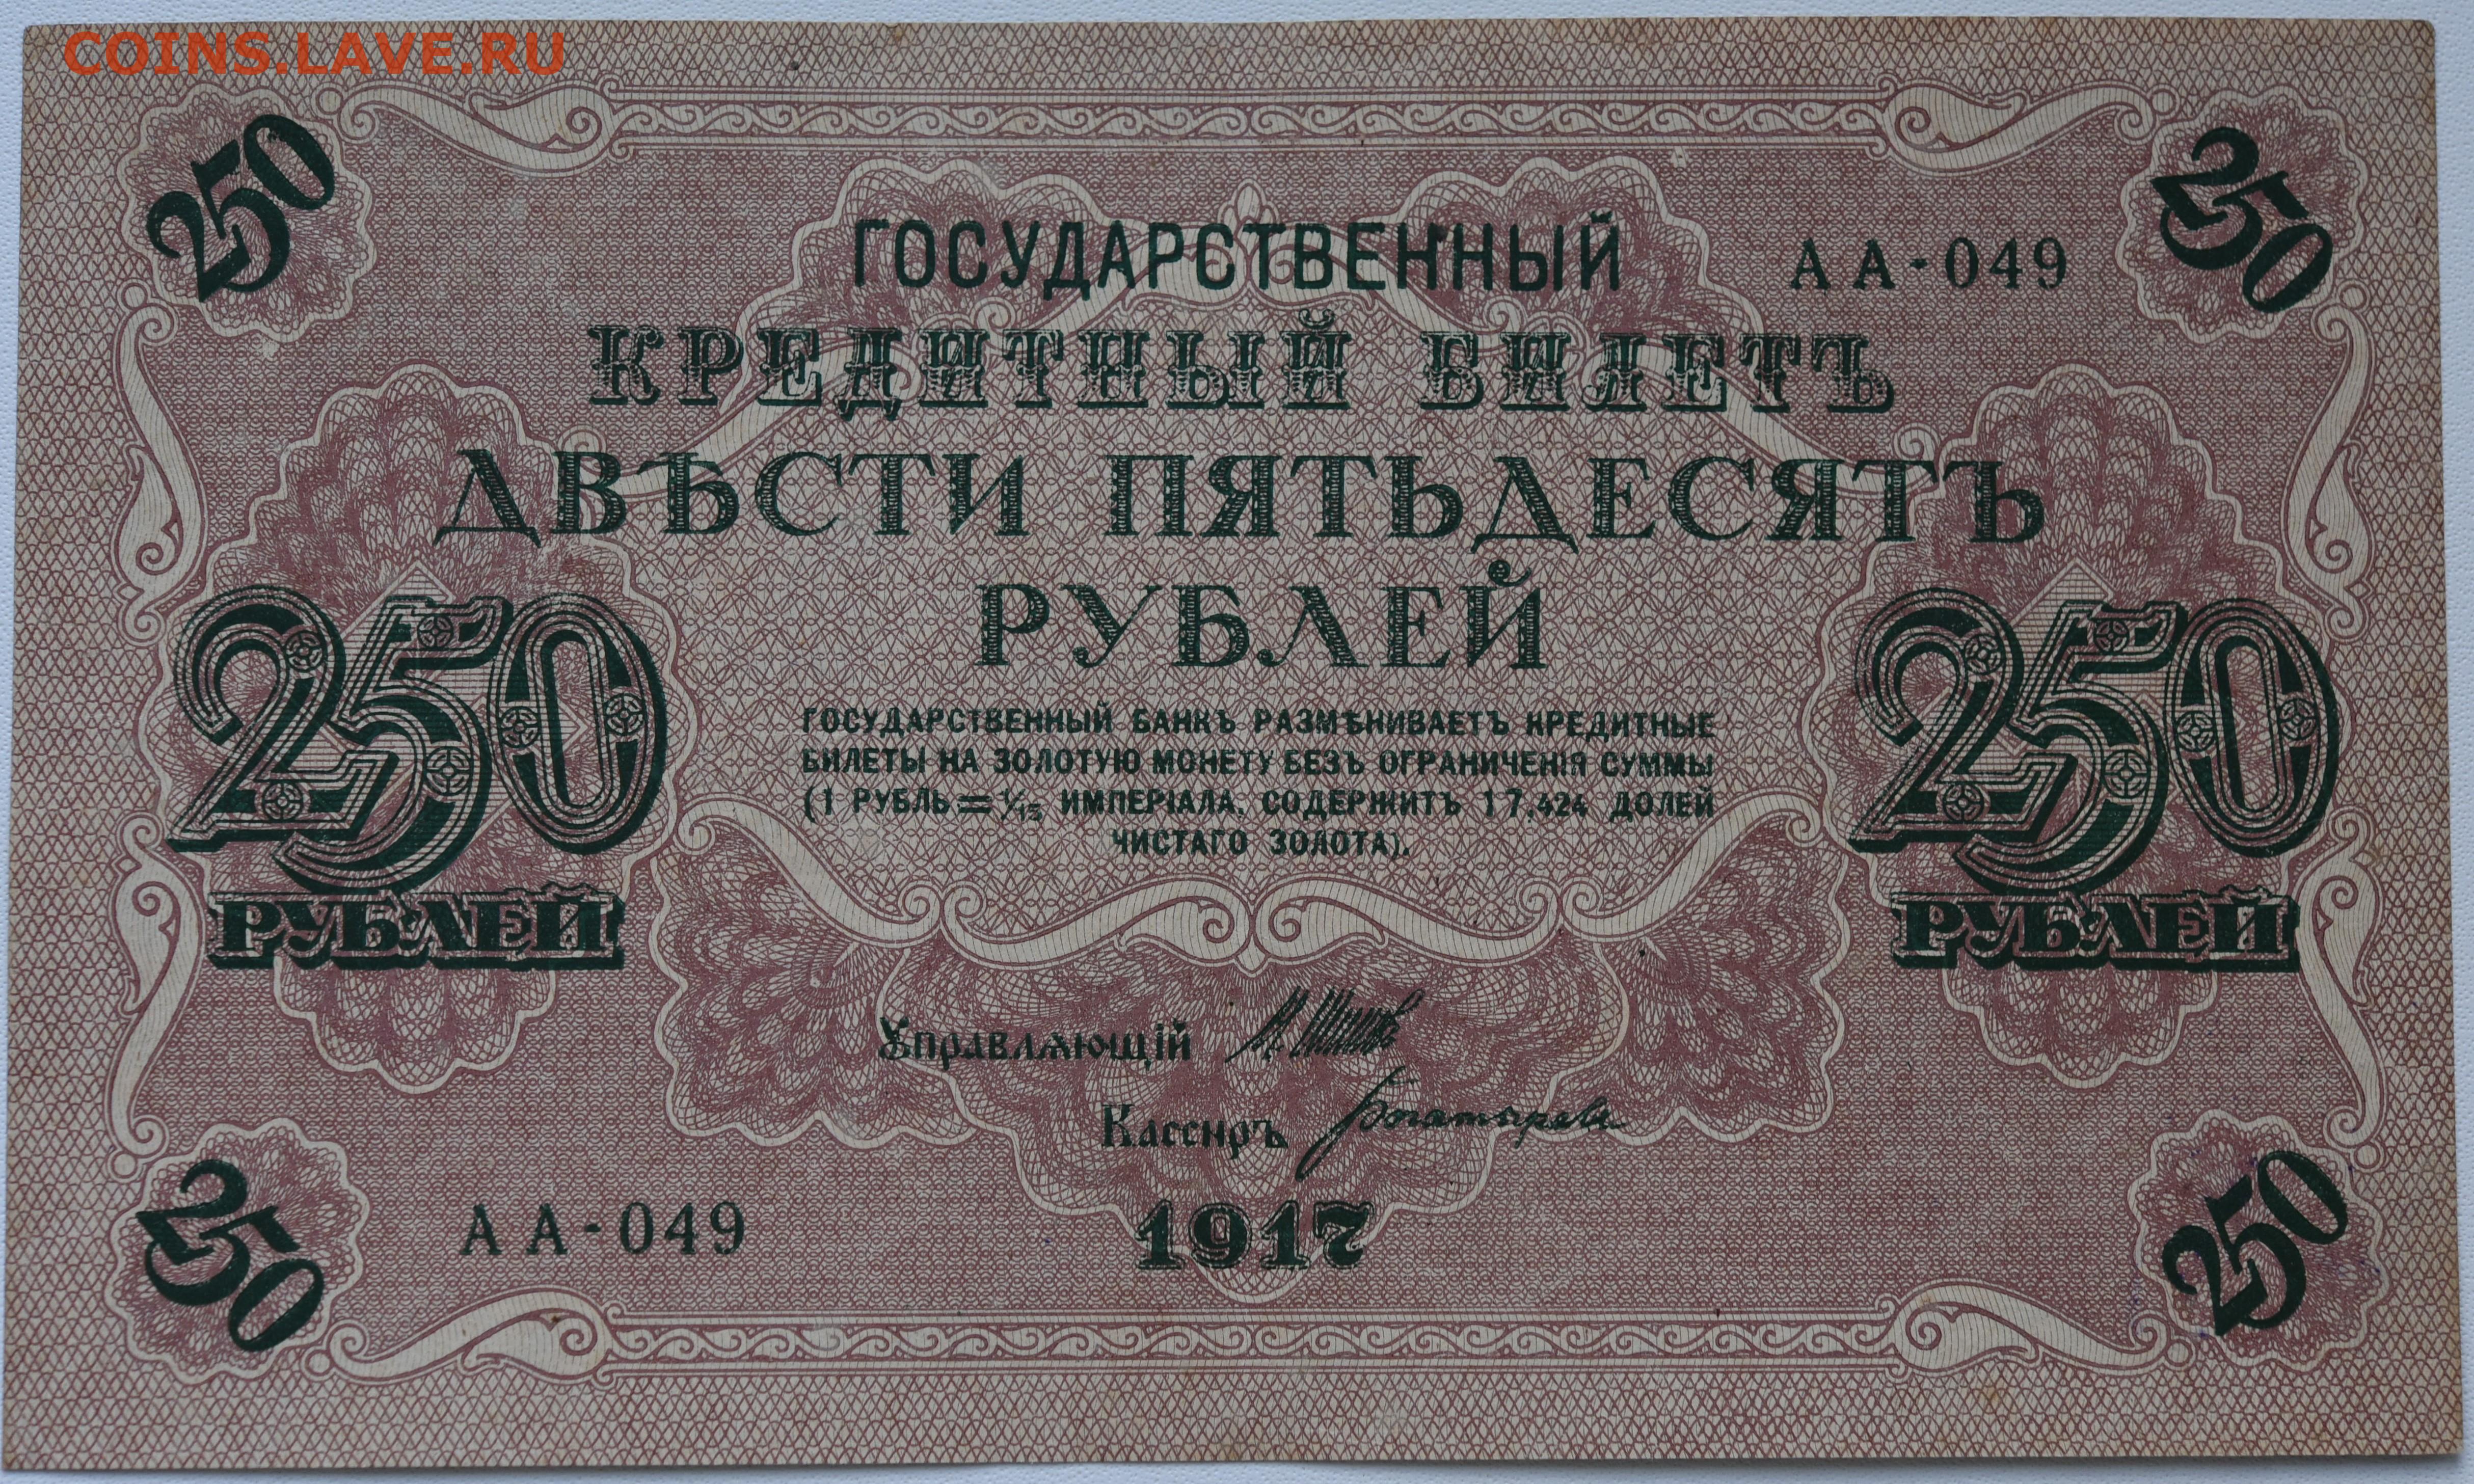 COINS.LAVE.RU
250
250
ГОСУДАРСТВЕННЫЙ
АА-049
КРЕДИТНЫЙ БИЛЕТЪ
ДВѢСТИ ПЯТЬДЕСЯТЪ
РУБЛЕЙ
250
РУБЛЕЙ
250
РУБЛЕЙ
ГОСУДАРСТВЕННЫЙ БАНКЪ РАЗМѢНИВАЕТЪ КРЕДИТНЫЕ
БИЛЕТЫ НА ЗОЛОТУЮ МОНЕТУ БЕЗЪ ОГРАНИЧЕНІЯ СУММЫ
(1 РУБЛЬ = 1/15 ИМПЕРІАЛА, СОДЕРЖИТЪ 17,424 ДОЛЕЙ
ЧИСТАГО ЗОЛОТА).
Управляющій И. Шипов
Кассиръ Богатырев
250
АА-049
1917
250